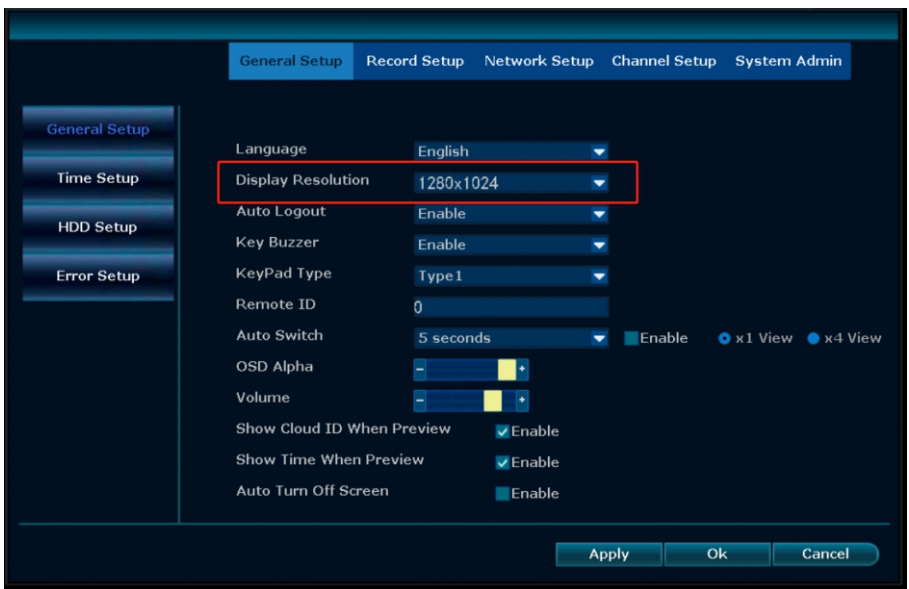 General Setup Record Setup Network Setup Channel Setup System Admin
General Setup
Time Setup
HDD Setup
Error Setup
Language English
Display Resolution 1280x1024
Auto Logout Enable
Key Buzzer Enable
KeyPad Type Type1
Remote ID 0
Auto Switch 5 seconds Enable x1 View x4 View
OSD Alpha - +
Volume - +
Show Cloud ID When Preview Enable
Show Time When Preview Enable
Auto Turn Off Screen Enable
Apply Ok Cancel